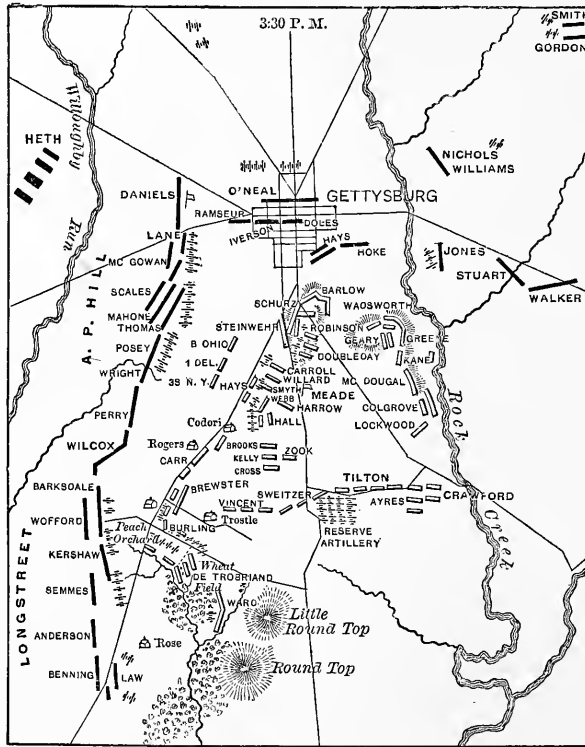 3:30 P. M.
SMITH
GORDON
Willoughby
Run
HETH
NICHOLS
WILLIAMS
DANIELS
O'NEAL
GETTYSBURG
RAMSEUR
IVERSON
DOLES
LANE
HAYS
HOKE
JONES
STUART
WALKER
MC GOWAN
A. P. HILL
SCALES
MAHONE
THOMAS
POSEY
WRIGHT
PERRY
WILCOX
BARLOW
SCHURZ
WADSWORTH
STEINWEHR
ROBINSON
GEARY
GREENE
8 OHIO
DOUBLEDAY
KANE
1 DEL.
CARROLL
39 N. Y.
HAYS
WILLARD
MC DOUGAL
SMYTH
MEADE
WEBB
HARROW
COLGROVE
HALL
LOCKWOOD
Rock
Creek
Codori
Rogers
BROOKS
ZOOK
KELLY
CARR
CROSS
TILTON
BARKSDALE
BREWSTER
SWEITZER
CRAWFORD
VINCENT
AYRES
WOFFORD
Trostle
BURLING
RESERVE
ARTILLERY
Peach
Orchard
KERSHAW
LONGSTREET
Wheat
Field
DE TROBRIAND
SEMMES
WARD
Little
Round Top
ANDERSON
Rose
Round Top
BENNING
LAW